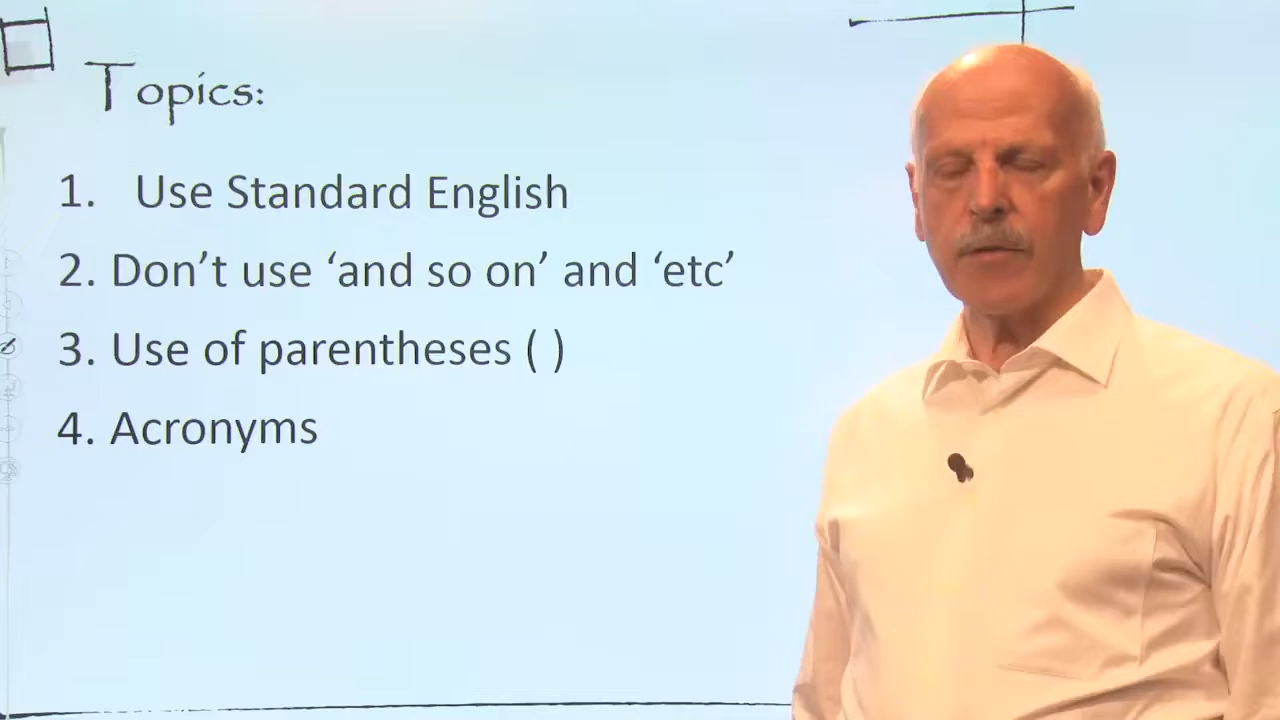 Topics:
1. Use Standard English
2. Don’t use ‘and so on’ and ‘etc’
3. Use of parentheses ( )
4. Acronyms